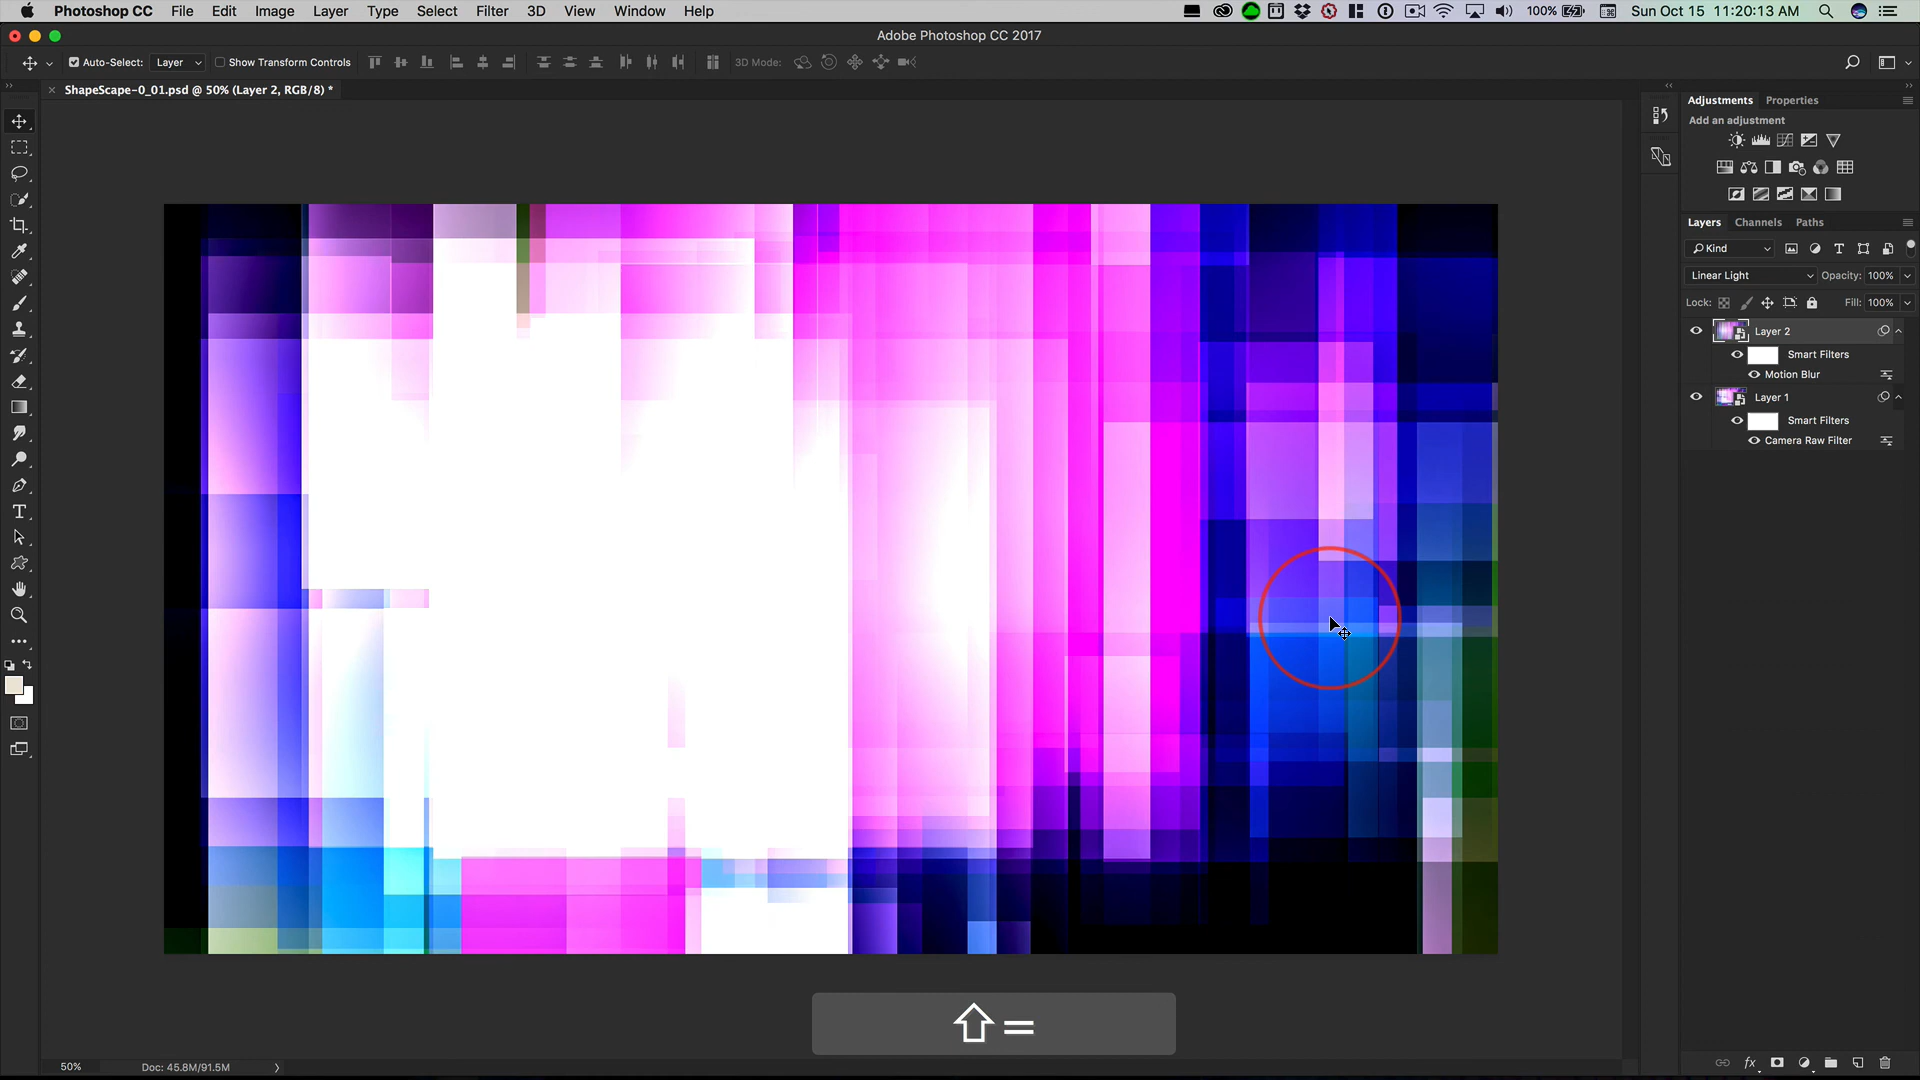 Photoshop CC File Edit Image Layer Type Select Filter 3D View Window Help 100% Sun Oct 15 11:20:13 AM
Adobe Photoshop CC 2017
Auto-Select: Layer Show Transform Controls 3D Mode:
ShapeScape-0_01.psd @ 50% (Layer 2, RGB/8) *
Adjustments Properties
Add an adjustment
Layers Channels Paths
Kind
Linear Light Opacity: 100%
Lock: Fill: 100%
Layer 2
Smart Filters
Motion Blur
Layer 1
Smart Filters
Camera Raw Filter
⇧ =
50% Doc: 45.8M/91.5M